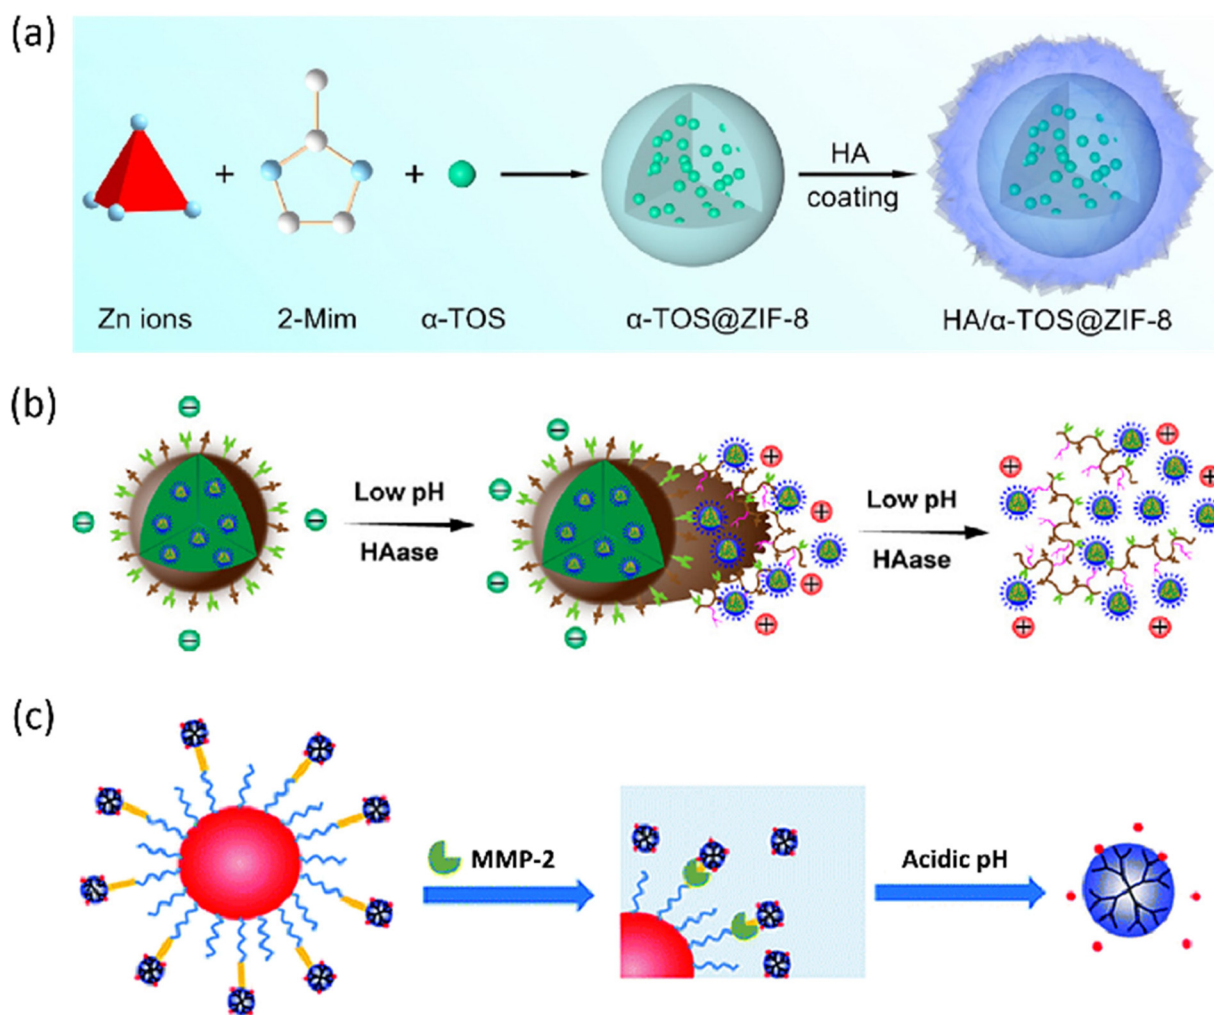 (a)
+
+
HA
coating
Zn ions
2-Mim
α-TOS
α-TOS@ZIF-8
HA/α-TOS@ZIF-8
(b)
Low pH
HAase
Low pH
HAase
(c)
MMP-2
Acidic pH